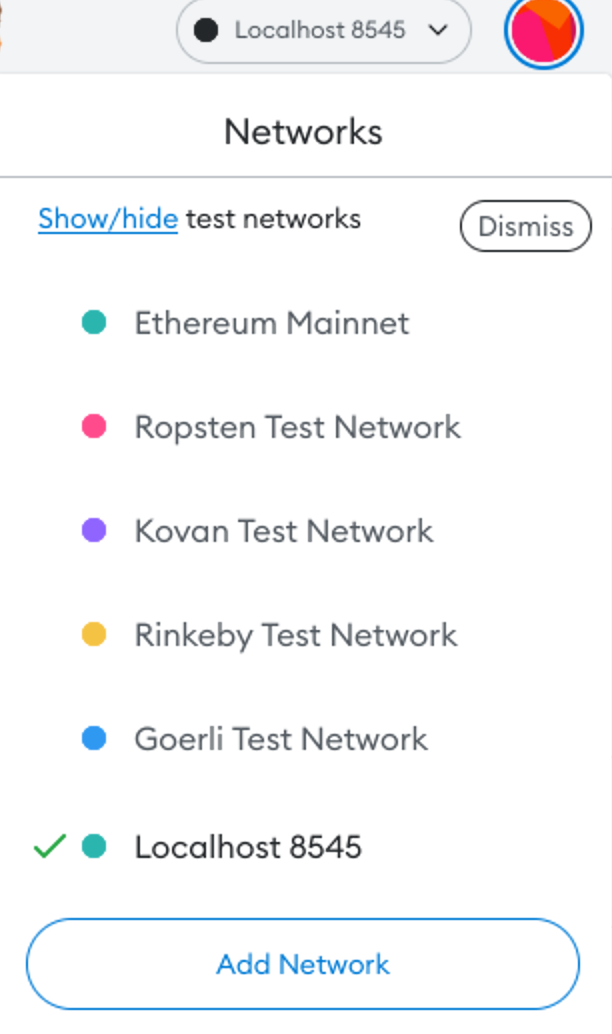 Localhost 8545
Networks
Show/hide test networks
Dismiss
Ethereum Mainnet
Ropsten Test Network
Kovan Test Network
Rinkeby Test Network
Goerli Test Network
Localhost 8545
Add Network